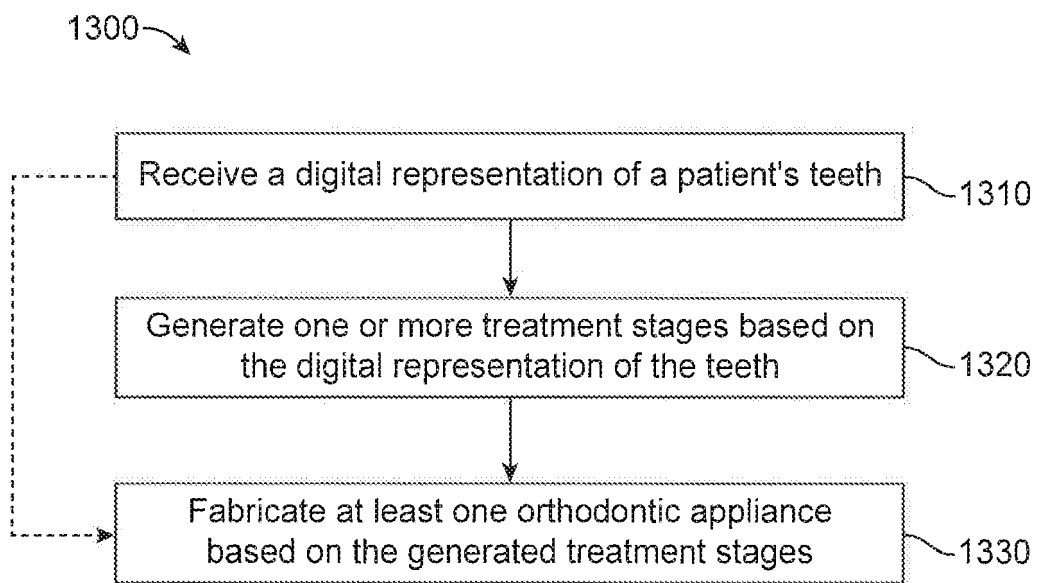 1300
Receive a digital representation of a patient's teeth
1310
Generate one or more treatment stages based on
the digital representation of the teeth
1320
Fabricate at least one orthodontic appliance
based on the generated treatment stages
1330